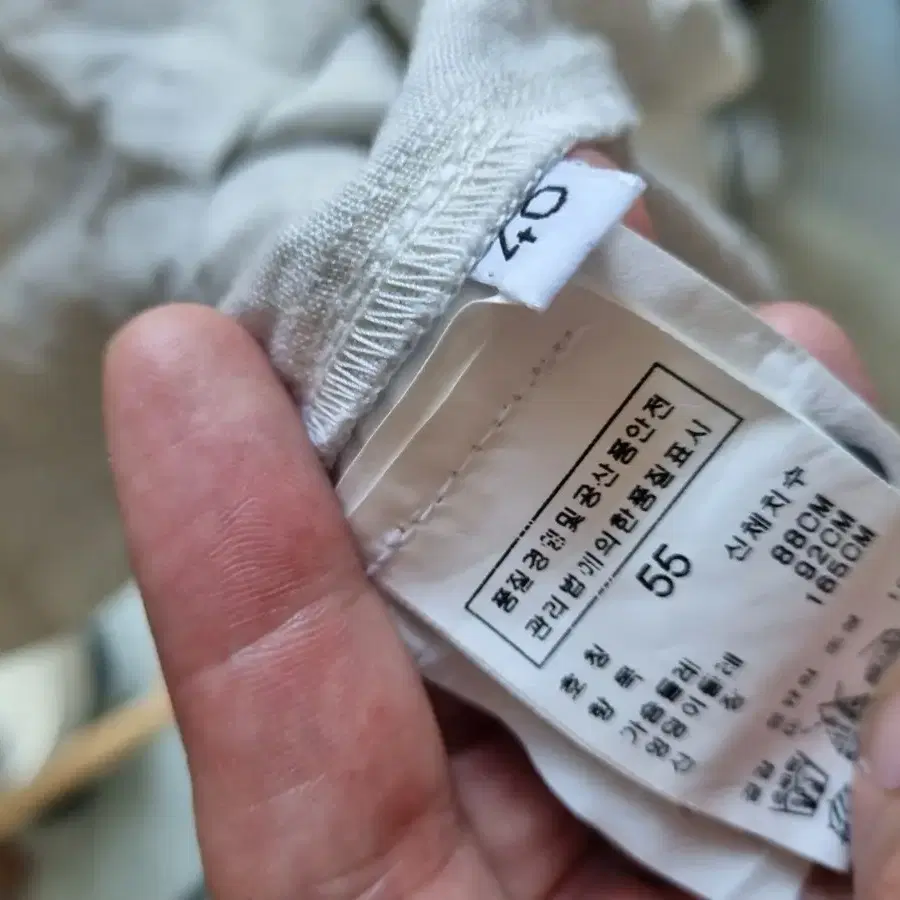 40
품질경영및공산품안전
관리법에의한품질표시
호칭 55
항목 신체치수
가슴둘레 88CM
엉덩이둘레 92CM
신장 165CM